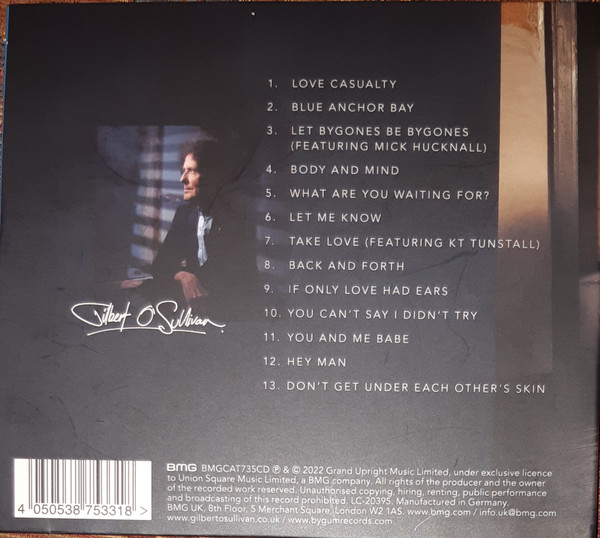 1. LOVE CASUALTY
2. BLUE ANCHOR BAY
3. LET BYGONES BE BYGONES
(FEATURING MICK HUCKNALL)
4. BODY AND MIND
5. WHAT ARE YOU WAITING FOR?
6. LET ME KNOW
7. TAKE LOVE (FEATURING KT TUNSTALL)
8. BACK AND FORTH
9. IF ONLY LOVE HAD EARS
10. YOU CAN'T SAY I DIDN'T TRY
11. YOU AND ME BABE
12. HEY MAN
13. DON'T GET UNDER EACH OTHER'S SKIN
Gilbert O'Sullivan
4 050538 753318 >
BMG BMGCAT735CD ℗ & © 2022 Grand Upright Music Limited, under exclusive licence
to Union Square Music Limited, a BMG company. All rights of the producer and the owner
of the recorded work reserved. Unauthorised copying, hiring, renting, public performance
and broadcasting of this record prohibited. LC-20395. Manufactured in Germany.
BMG UK, 8th Floor, 5 Merchant Square, London W2 1AS. www.bmg.com / info.uk@bmg.com
www.gilbertosullivan.co.uk / www.bygumrecords.com